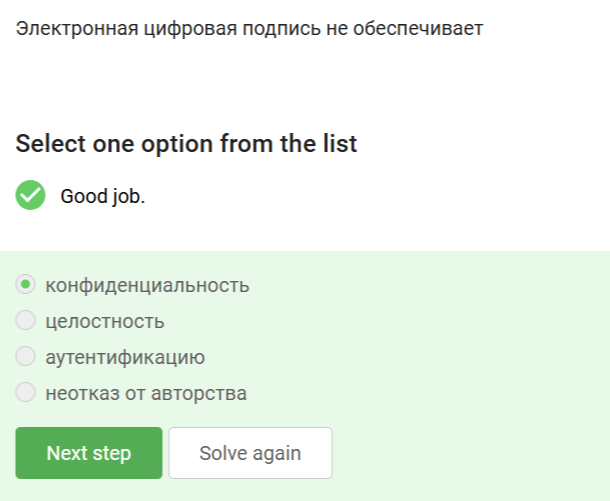 Электронная цифровая подпись не обеспечивает
Select one option from the list
Good job.
конфиденциальность
целостность
аутентификацию
неотказ от авторства
Next step
Solve again